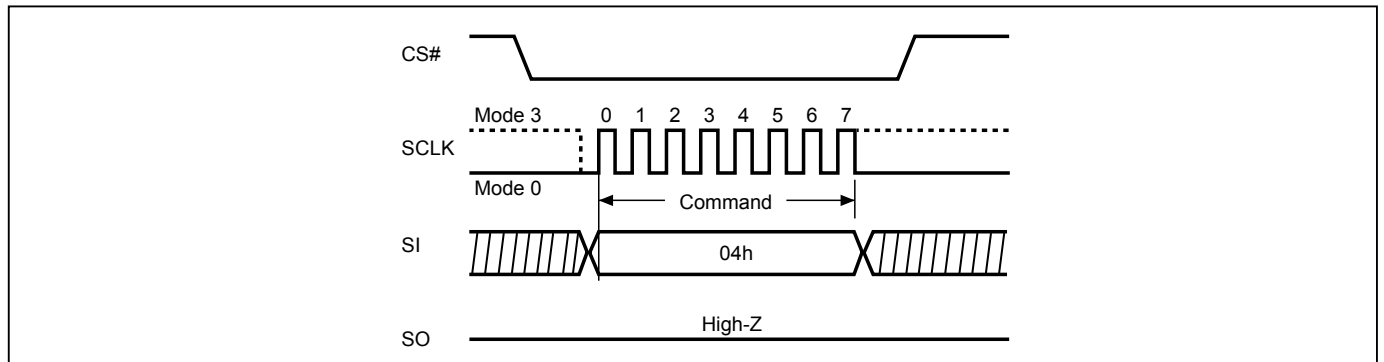 CS#
Mode 3 0 1 2 3 4 5 6 7
SCLK
Mode 0
Command
SI
04h
High-Z
SO